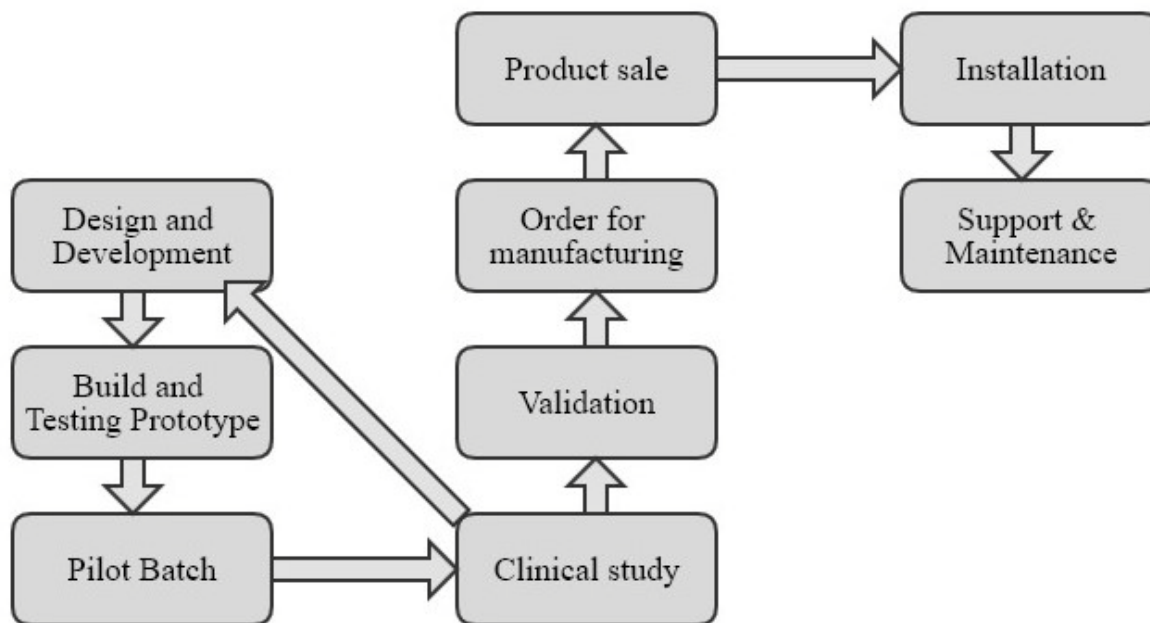 Design and
Development
Build and
Testing Prototype
Pilot Batch
Clinical study
Validation
Order for
manufacturing
Product sale
Installation
Support &
Maintenance